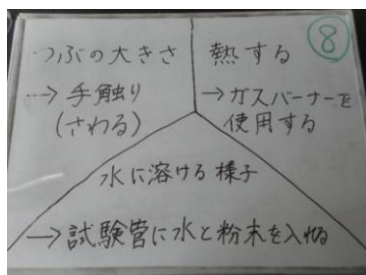 つぶの大きさ
⇢ 手触り
(さわる)
熱する
→ ガスバーナーを
使用する
⑧
水に溶ける様子
→ 試験管に水と粉末を入れる